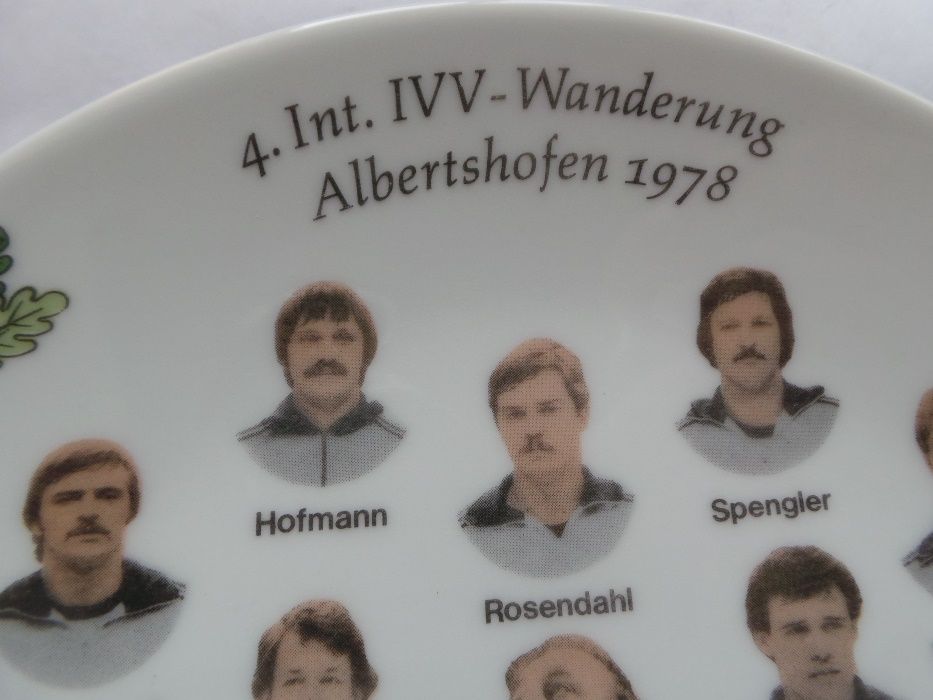 4. Int. IVV-Wanderung
Albertshofen 1978
Hofmann
Spengler
Rosendahl